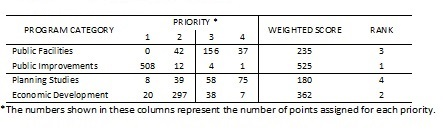 PROGRAM CATEGORY PRIORITY * WEIGHTED SCORE RANK
1 2 3 4
Public Facilities 0 42 156 37 235 3
Public Improvements 508 12 4 1 525 1
Planning Studies 8 39 58 75 180 4
Economic Development 20 297 38 7 362 2
*The numbers shown in these columns represent the number of points assigned for each priority.